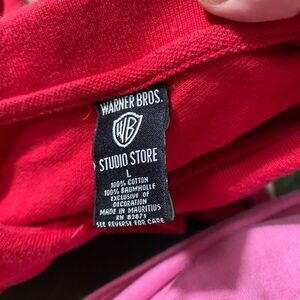 WARNER BROS.
WB
STUDIO STORE
L
100% COTTON
100% BAUMWOLLE
EXCLUSIVE OF
DECORATION
MADE IN MAURITIUS
RN 82871
SEE REVERSE FOR CARE